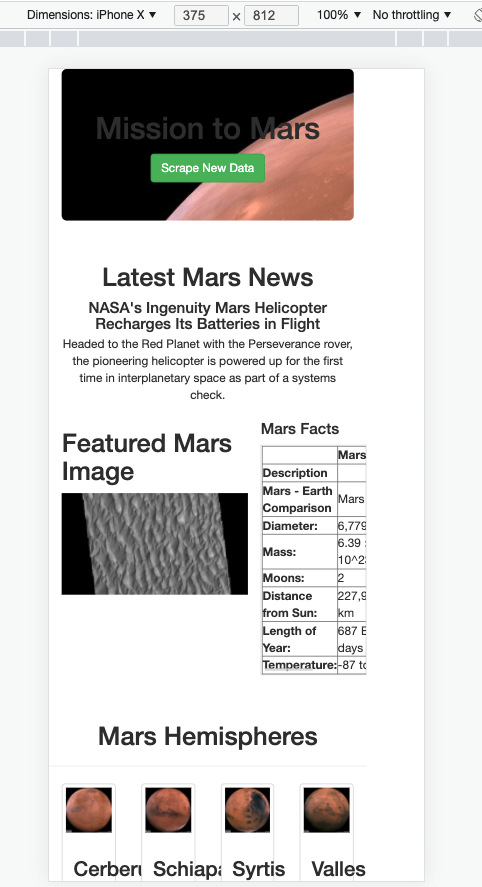 Dimensions: iPhone X ▼ 375 × 812 100% ▼ No throttling ▼
Mission to Mars
Scrape New Data
Latest Mars News
NASA's Ingenuity Mars Helicopter
Recharges Its Batteries in Flight
Headed to the Red Planet with the Perseverance rover,
the pioneering helicopter is powered up for the first
time in interplanetary space as part of a systems
check.
Featured Mars
Image
Mars Facts
Mars
Description
Mars - Earth
Comparison
Mars
Diameter: 6,779
Mass: 6.39
10^2
Moons: 2
Distance
from Sun:
227,9
km
Length of
Year:
687 E
days
Temperature: -87 to
Mars Hemispheres
Cerberu Schiapa Syrtis Valles